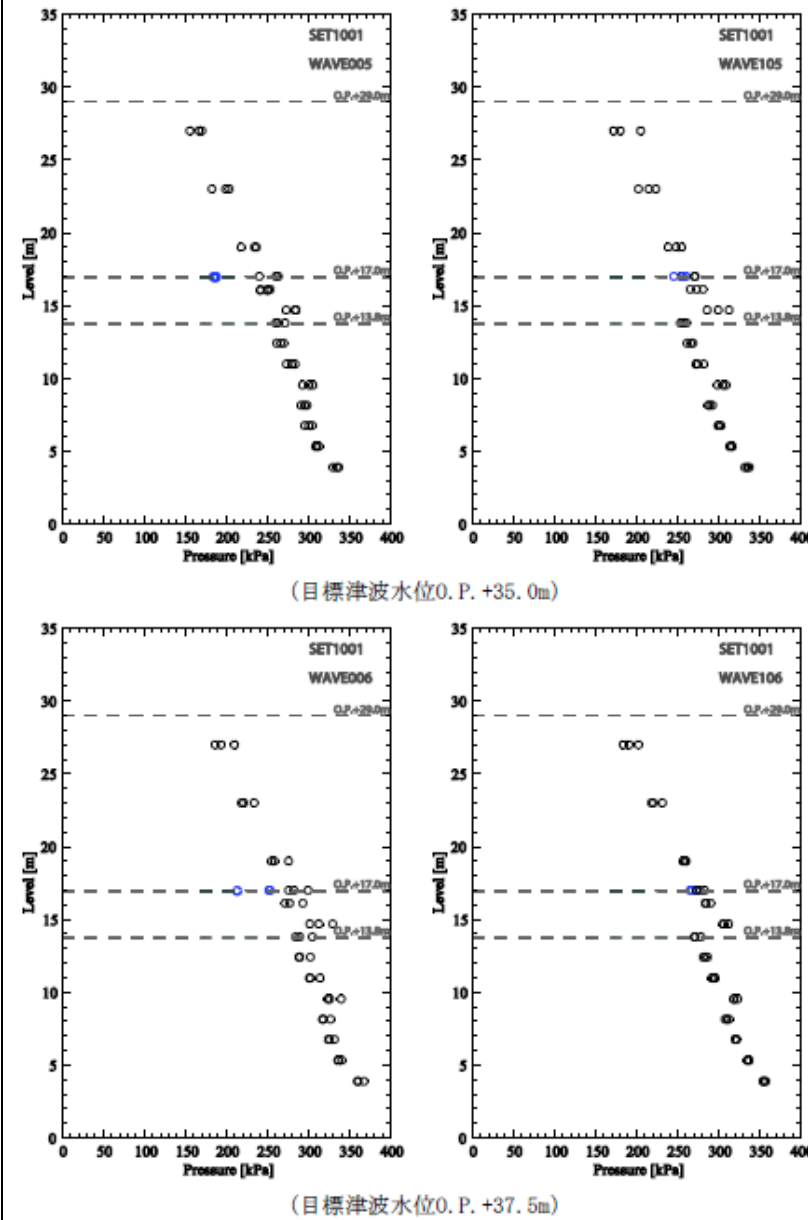 35
SET1001
WAVE005
30
O.P.+29.0m
25
20
O.P.+17.0m
15
O.P.+13.8m
10
5
0
Level [m]
0 50 100 150 200 250 300 350 400
Pressure [kPa]
35
SET1001
WAVE105
30
O.P.+29.0m
25
20
O.P.+17.0m
15
O.P.+13.8m
10
5
0
Level [m]
0 50 100 150 200 250 300 350 400
Pressure [kPa]
(目標津波水位O.P.+35.0m)
35
SET1001
WAVE006
30
O.P.+29.0m
25
20
O.P.+17.0m
15
O.P.+13.8m
10
5
0
Level [m]
0 50 100 150 200 250 300 350 400
Pressure [kPa]
35
SET1001
WAVE106
30
O.P.+29.0m
25
20
O.P.+17.0m
15
O.P.+13.8m
10
5
0
Level [m]
0 50 100 150 200 250 300 350 400
Pressure [kPa]
(目標津波水位O.P.+37.5m)